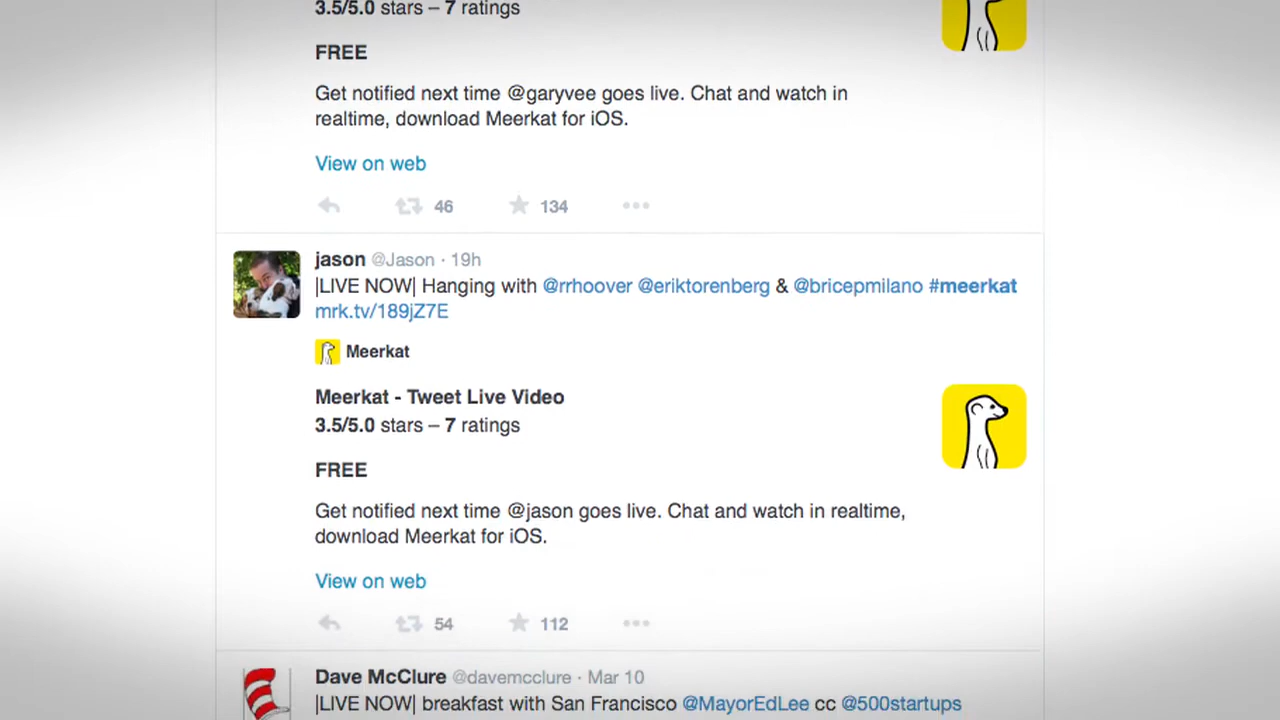 3.5/5.0 stars – 7 ratings
FREE
Get notified next time @garyvee goes live. Chat and watch in
realtime, download Meerkat for iOS.
View on web
46 134
jason @Jason · 19h
|LIVE NOW| Hanging with @rrhoover @eriktorenberg & @bricepmilano #meerkat
mrk.tv/189jZ7E
Meerkat
Meerkat - Tweet Live Video
3.5/5.0 stars – 7 ratings
FREE
Get notified next time @jason goes live. Chat and watch in realtime,
download Meerkat for iOS.
View on web
54 112
Dave McClure @davemcclure · Mar 10
|LIVE NOW| breakfast with San Francisco @MayorEdLee cc @500startups